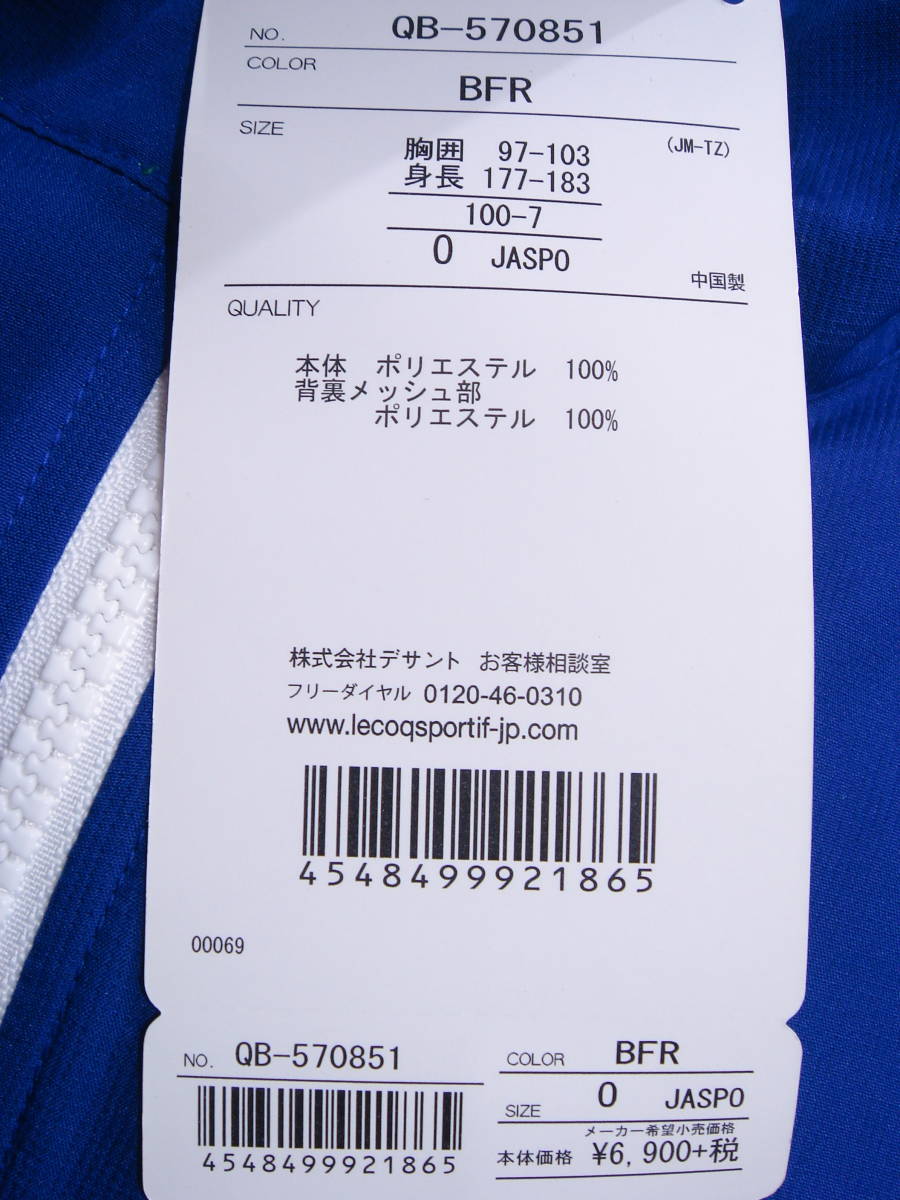 NO. QB-570851
COLOR
BFR
SIZE
胸囲 97-103 (JM-TZ)
身長 177-183
100-7
O JASPO
中国製
QUALITY
本体 ポリエステル 100%
背裏メッシュ部
ポリエステル 100%
株式会社デサント お客様相談室
フリーダイヤル 0120-46-0310
www.lecoqsportif-jp.com
4548499921865
00069
NO. QB-570851
4548499921865
COLOR BFR
SIZE O JASPO
メーカー希望小売価格
本体価格 ¥6,900+税